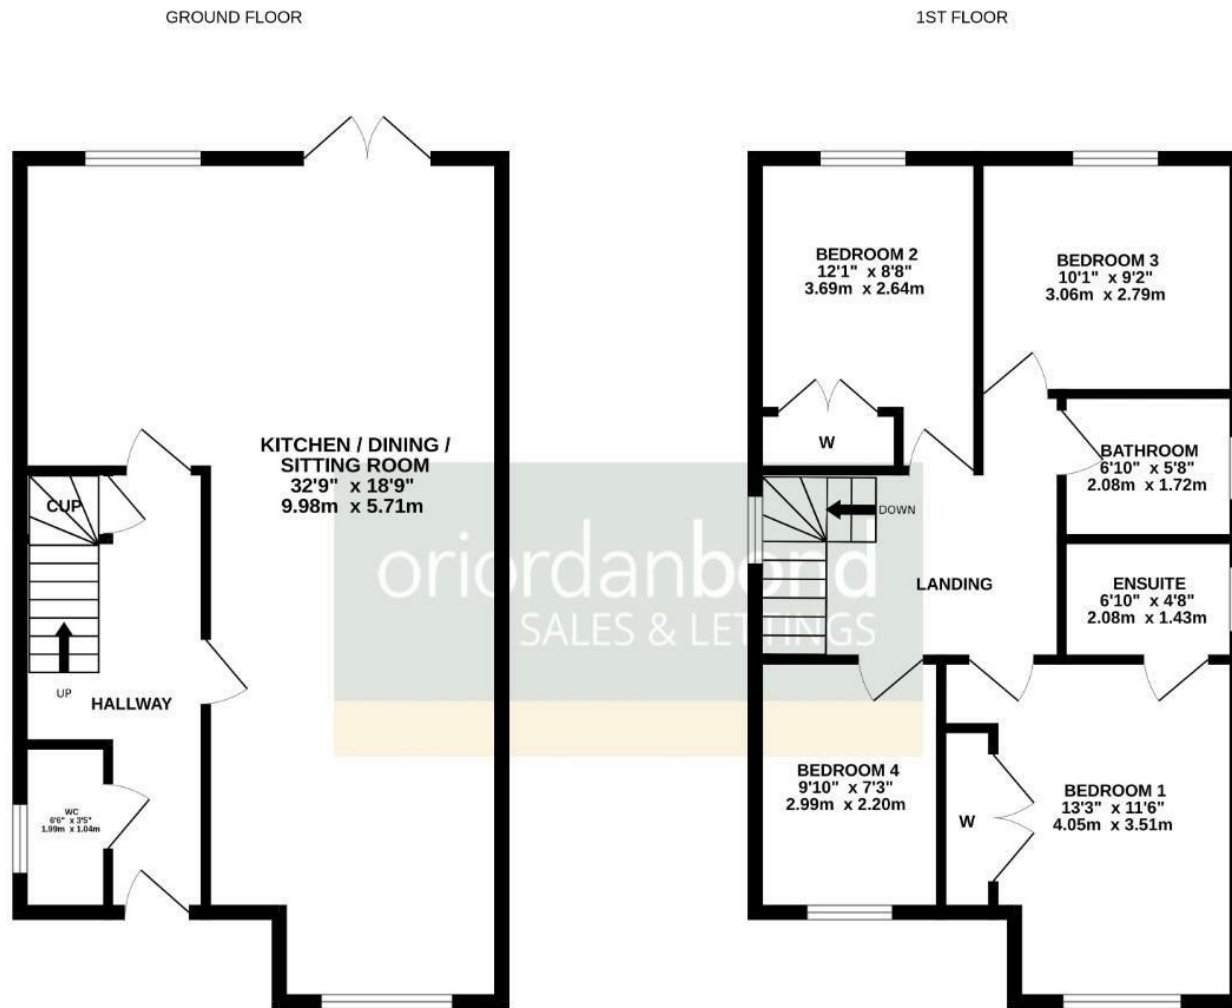 GROUND FLOOR
1ST FLOOR
KITCHEN / DINING /
SITTING ROOM
32'9" x 18'9"
9.98m x 5.71m
CUP
UP
HALLWAY
WC
6'6" x 3'5"
1.99m x 1.04m
BEDROOM 2
12'1" x 8'8"
3.69m x 2.64m
BEDROOM 3
10'1" x 9'2"
3.06m x 2.79m
W
BATHROOM
6'10" x 5'8"
2.08m x 1.72m
DOWN
LANDING
ENSUITE
6'10" x 4'8"
2.08m x 1.43m
BEDROOM 4
9'10" x 7'3"
2.99m x 2.20m
W
BEDROOM 1
13'3" x 11'6"
4.05m x 3.51m
oriordanbond
SALES & LETTINGS